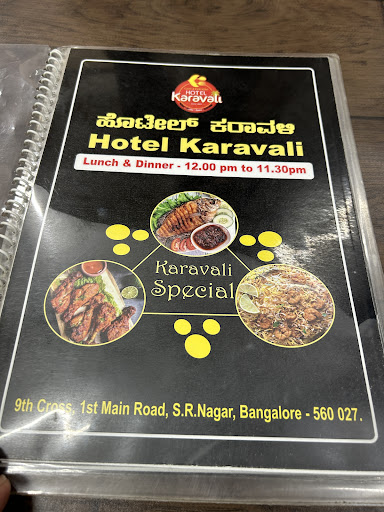 HOTEL
Karavali
ಹೊಟೇಲ್ ಕರಾವಳಿ
Hotel Karavali
Lunch & Dinner - 12.00 pm to 11.30pm
Karavali
Special
9th Cross, 1st Main Road, S.R.Nagar, Bangalore - 560 027.